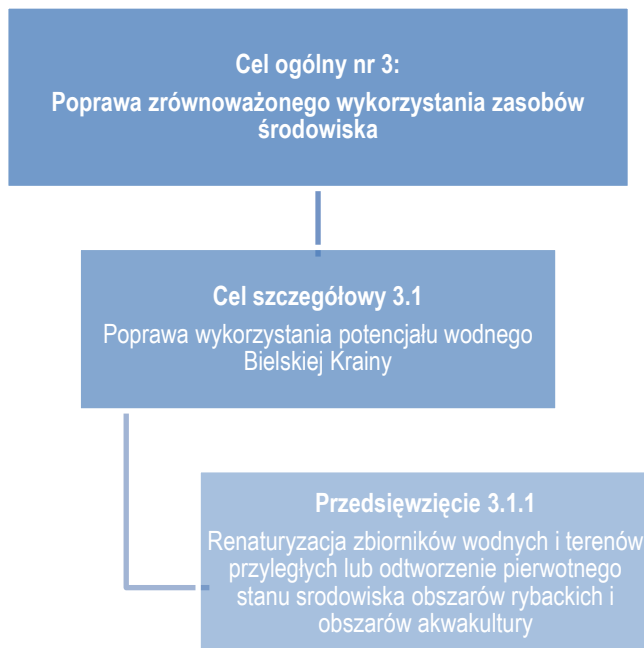 Cel ogólny nr 3:
Poprawa zrównoważonego wykorzystania zasobów
środowiska
Cel szczegółowy 3.1
Poprawa wykorzystania potencjału wodnego
Bielskiej Krainy
Przedsięwzięcie 3.1.1
Renaturyzacja zbiorników wodnych i terenów
przyległych lub odtworzenie pierwotnego
stanu srodowiska obszarów rybackich i
obszarów akwakultury